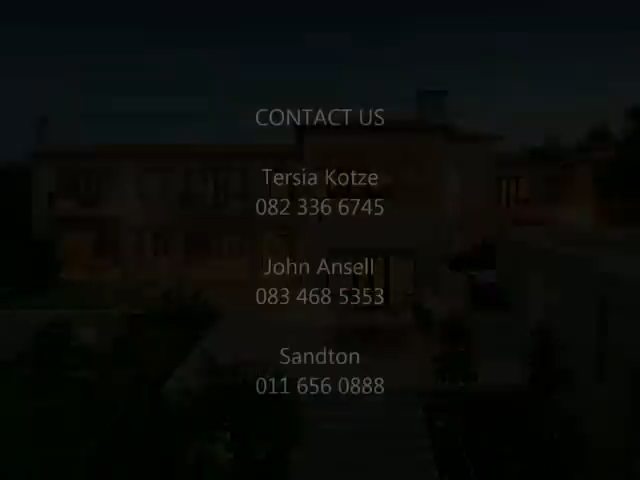 CONTACT US
Tersia Kotze
082 336 6745
John Ansell
083 468 5353
Sandton
011 656 0888